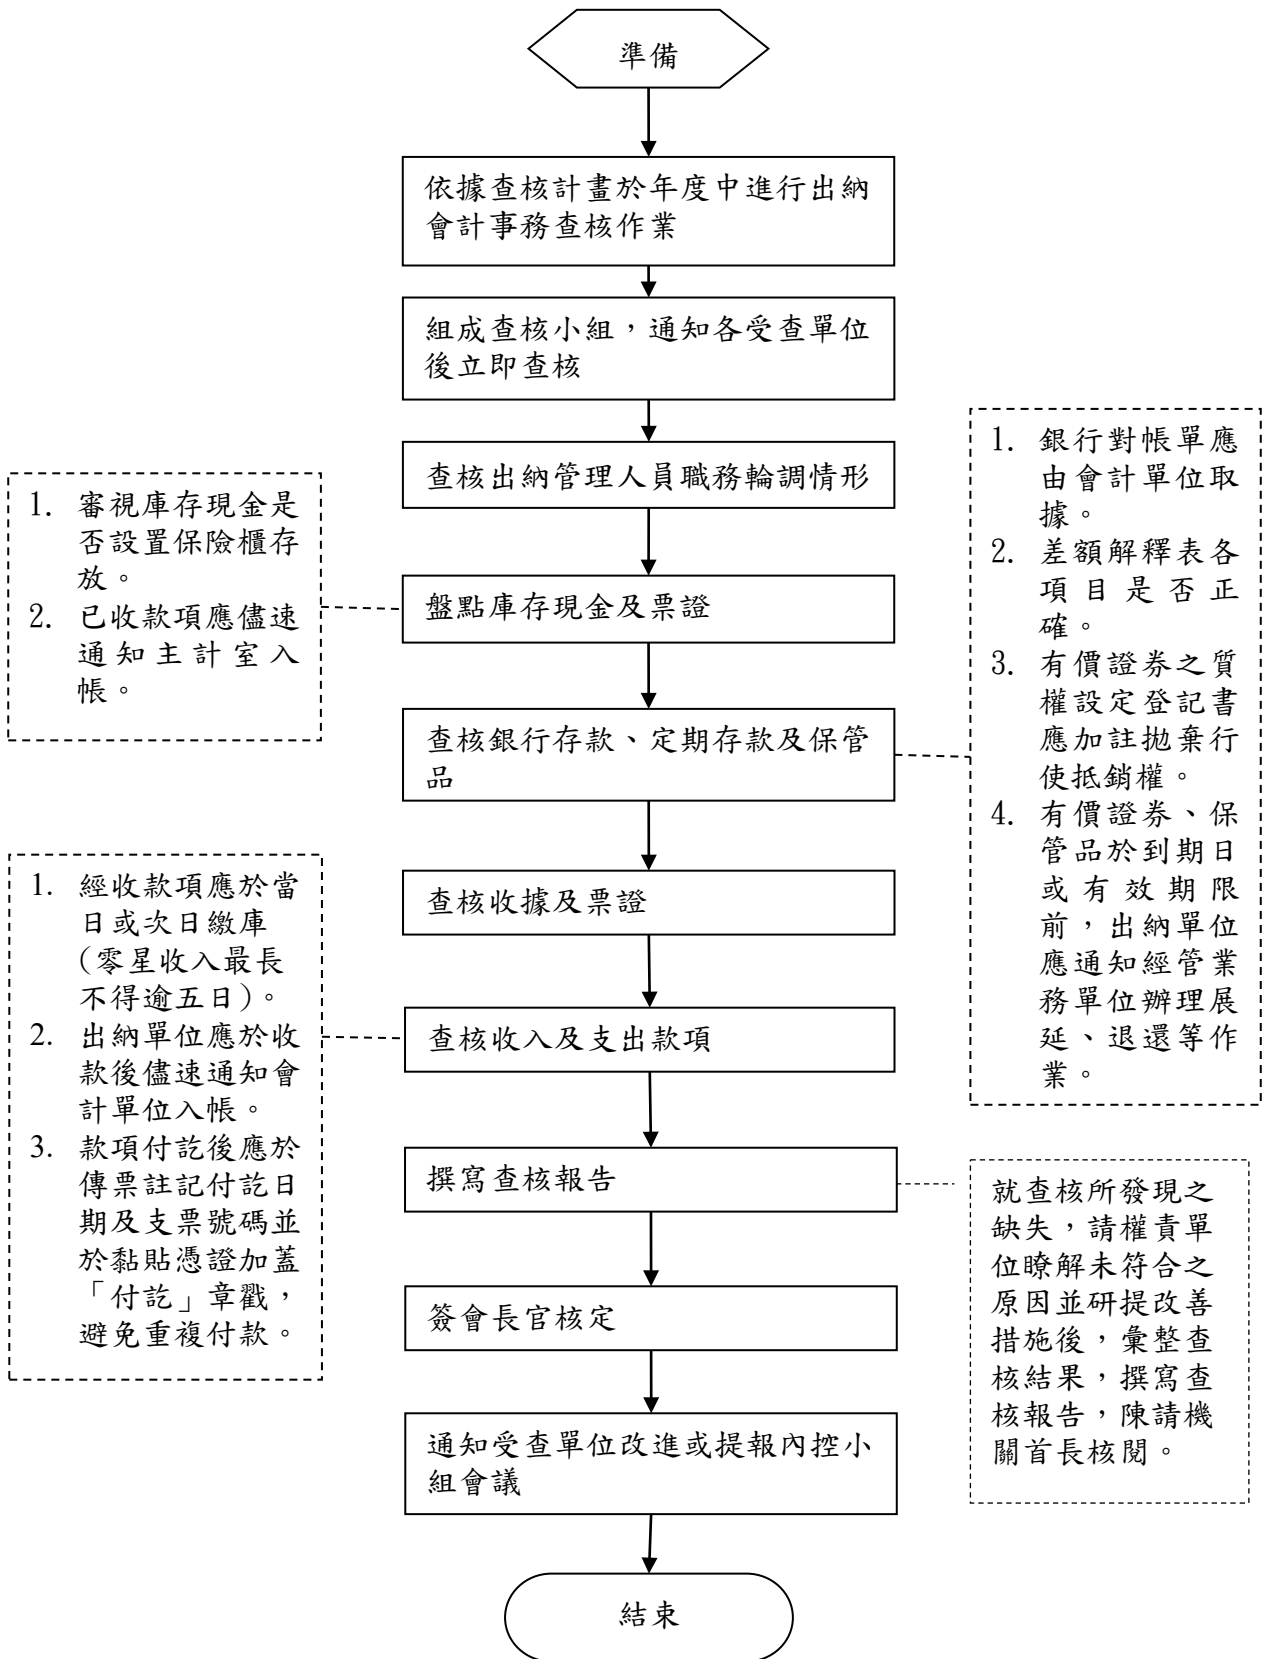 準備
依據查核計畫於年度中進行出納
會計事務查核作業
組成查核小組，通知各受查單位
後立即查核
查核出納管理人員職務輪調情形
盤點庫存現金及票證
1. 審視庫存現金是
否設置保險櫃存
放。
2. 已收款項應儘速
通知主計室入
帳。
查核銀行存款、定期存款及保管
品
1. 銀行對帳單應
由會計單位取
據。
2. 差額解釋表各
項目是否正
確。
3. 有價證券之質
權設定登記書
應加註拋棄行
使抵銷權。
4. 有價證券、保
管品於到期日
或有效期限
前，出納單位
應通知經管業
務單位辦理展
延、退還等作
業。
查核收據及票證
查核收入及支出款項
1. 經收款項應於當
日或次日繳庫
(零星收入最長
不得逾五日)。
2. 出納單位應於收
款後儘速通知會
計單位入帳。
3. 款項付訖後應於
傳票註記付訖日
期及支票號碼並
於黏貼憑證加蓋
「付訖」章戳，
避免重複付款。
撰寫查核報告
就查核所發現之
缺失，請權責單
位瞭解未符合之
原因並研提改善
措施後，彙整查
核結果，撰寫查
核報告，陳請機
關首長核閱。
簽會長官核定
通知受查單位改進或提報內控小
組會議
結束